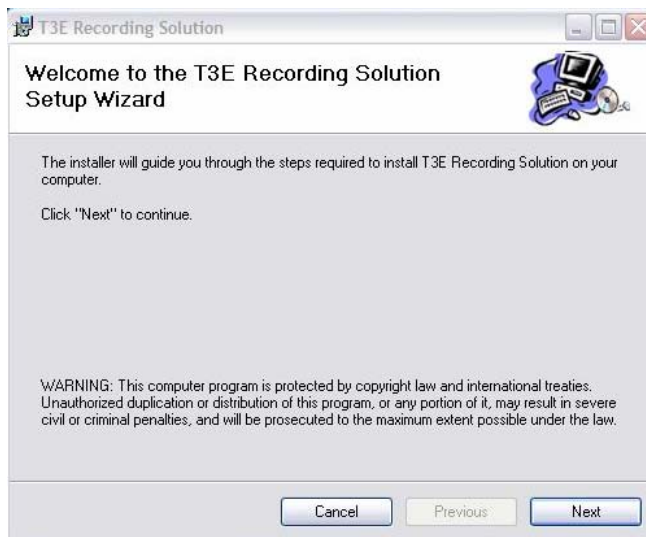 T3E Recording Solution
Welcome to the T3E Recording Solution
Setup Wizard
The installer will guide you through the steps required to install T3E Recording Solution on your
computer.
Click "Next" to continue.
WARNING: This computer program is protected by copyright law and international treaties.
Unauthorized duplication or distribution of this program, or any portion of it, may result in severe
civil or criminal penalties, and will be prosecuted to the maximum extent possible under the law.
Cancel Previous Next